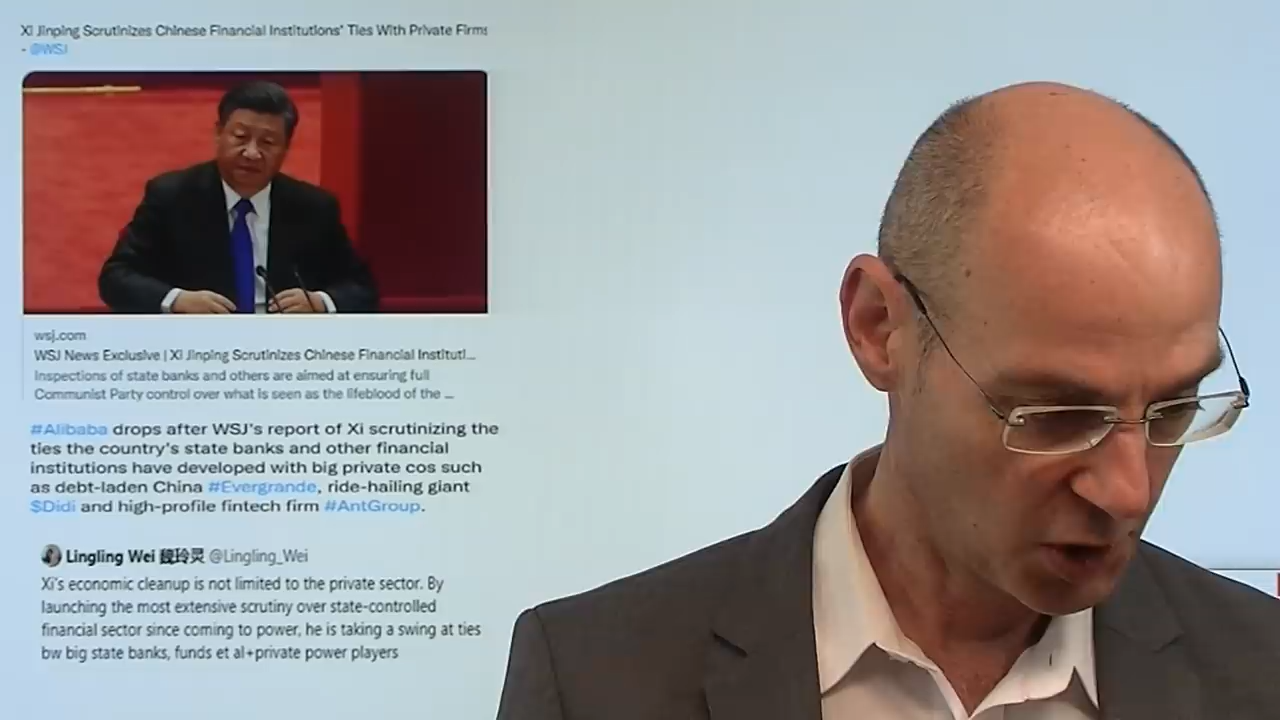 Xi Jinping Scrutinizes Chinese Financial Institutions' Ties With Private Firms
- @WSJ
wsj.com
WSJ News Exclusive | Xi Jinping Scrutinizes Chinese Financial Instituti...
Inspections of state banks and others are aimed at ensuring full
Communist Party control over what is seen as the lifeblood of the ...
#Alibaba drops after WSJ's report of Xi scrutinizing the
ties the country's state banks and other financial
institutions have developed with big private cos such
as debt-laden China #Evergrande, ride-hailing giant
$Didi and high-profile fintech firm #AntGroup.
Lingling Wei 魏玲灵 @Lingling_Wei
Xi's economic cleanup is not limited to the private sector. By
launching the most extensive scrutiny over state-controlled
financial sector since coming to power, he is taking a swing at ties
bw big state banks, funds et al+private power players